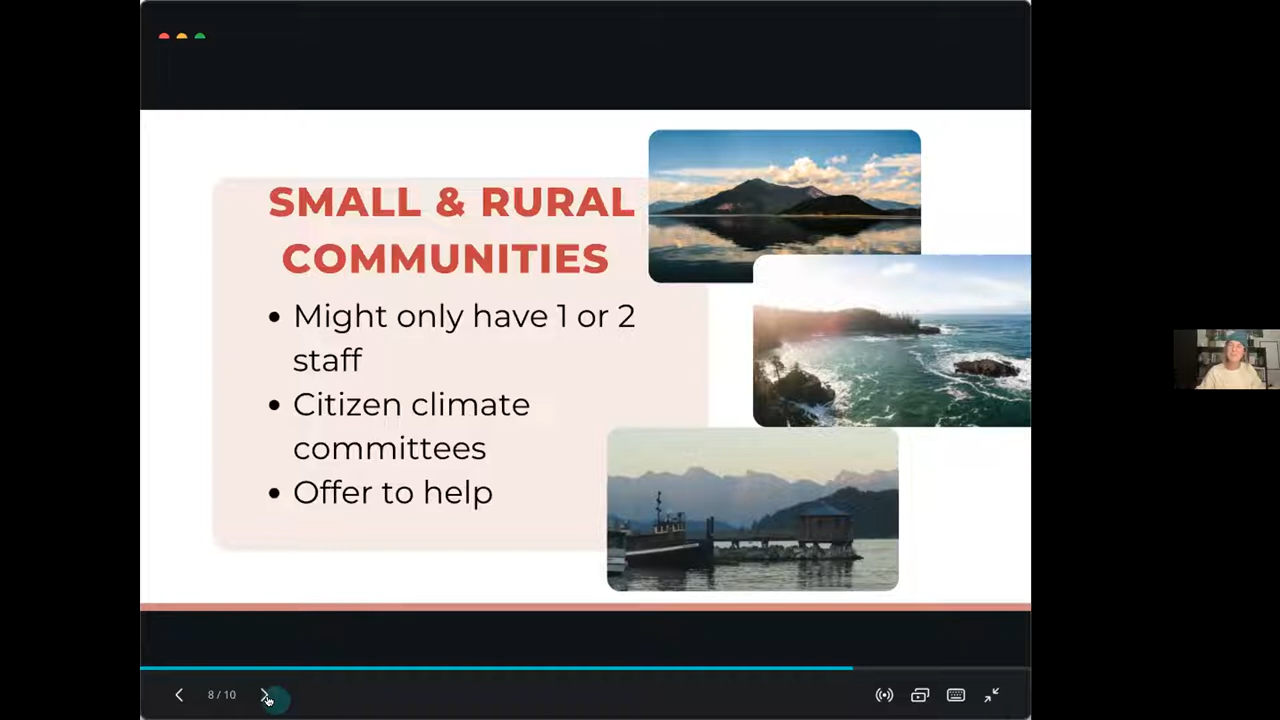 SMALL & RURAL
COMMUNITIES
• Might only have 1 or 2
staff
• Citizen climate
committees
• Offer to help
8 / 10